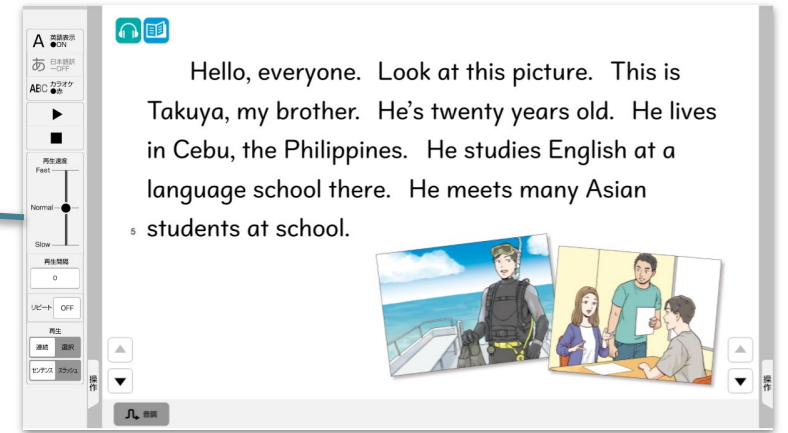 A 英語表示 ●ON
あ 日本語訳 ―OFF
ABC カラオケ ●赤
再生速度
Fast
Normal
Slow
再生間隔
0
リピート OFF
再生
連続 選択
センテンス スラッシュ
操作
Hello, everyone. Look at this picture. This is
Takuya, my brother. He's twenty years old. He lives
in Cebu, the Philippines. He studies English at a
language school there. He meets many Asian
5 students at school.
操作
音調